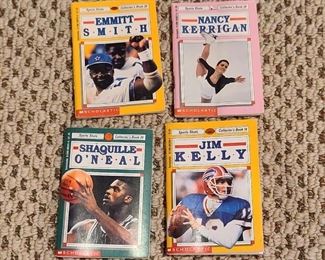 Sports Shots Collector's Book
EMMITT
SMITH
SCHOLASTIC
Sports Shots Collector's Book
NANCY
KERRIGAN
SCHOLASTIC
Sports Shots Collector's Book
SHAQUILLE
O'NEAL
SCHOLASTIC
Sports Shots Collector's Book
JIM
KELLY
12
SCHOLASTIC